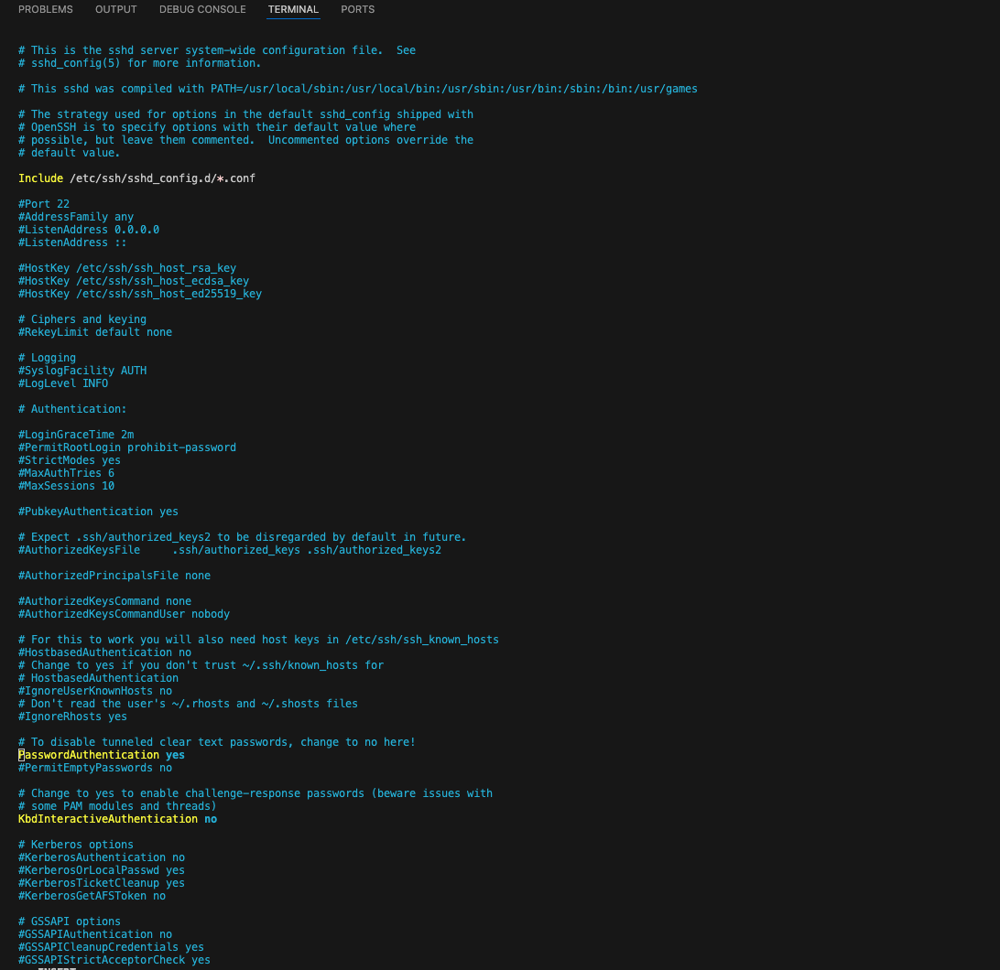 PROBLEMS OUTPUT DEBUG CONSOLE TERMINAL PORTS
# This is the sshd server system-wide configuration file.  See
# sshd_config(5) for more information.
# This sshd was compiled with PATH=/usr/local/sbin:/usr/local/bin:/usr/sbin:/usr/bin:/sbin:/bin:/usr/games
# The strategy used for options in the default sshd_config shipped with
# OpenSSH is to specify options with their default value where
# possible, but leave them commented.  Uncommented options override the
# default value.
Include /etc/ssh/sshd_config.d/*.conf
#Port 22
#AddressFamily any
#ListenAddress 0.0.0.0
#ListenAddress ::
#HostKey /etc/ssh/ssh_host_rsa_key
#HostKey /etc/ssh/ssh_host_ecdsa_key
#HostKey /etc/ssh/ssh_host_ed25519_key
# Ciphers and keying
#RekeyLimit default none
# Logging
#SyslogFacility AUTH
#LogLevel INFO
# Authentication:
#LoginGraceTime 2m
#PermitRootLogin prohibit-password
#StrictModes yes
#MaxAuthTries 6
#MaxSessions 10
#PubkeyAuthentication yes
# Expect .ssh/authorized_keys2 to be disregarded by default in future.
#AuthorizedKeysFile     .ssh/authorized_keys .ssh/authorized_keys2
#AuthorizedPrincipalsFile none
#AuthorizedKeysCommand none
#AuthorizedKeysCommandUser nobody
# For this to work you will also need host keys in /etc/ssh/ssh_known_hosts
#HostbasedAuthentication no
# Change to yes if you don't trust ~/.ssh/known_hosts for
# HostbasedAuthentication
#IgnoreUserKnownHosts no
# Don't read the user's ~/.rhosts and ~/.shosts files
#IgnoreRhosts yes
# To disable tunneled clear text passwords, change to no here!
PasswordAuthentication yes
#PermitEmptyPasswords no
# Change to yes to enable challenge-response passwords (beware issues with
# some PAM modules and threads)
KbdInteractiveAuthentication no
# Kerberos options
#KerberosAuthentication no
#KerberosOrLocalPasswd yes
#KerberosTicketCleanup yes
#KerberosGetAFSToken no
# GSSAPI options
#GSSAPIAuthentication no
#GSSAPICleanupCredentials yes
#GSSAPIStrictAcceptorCheck yes